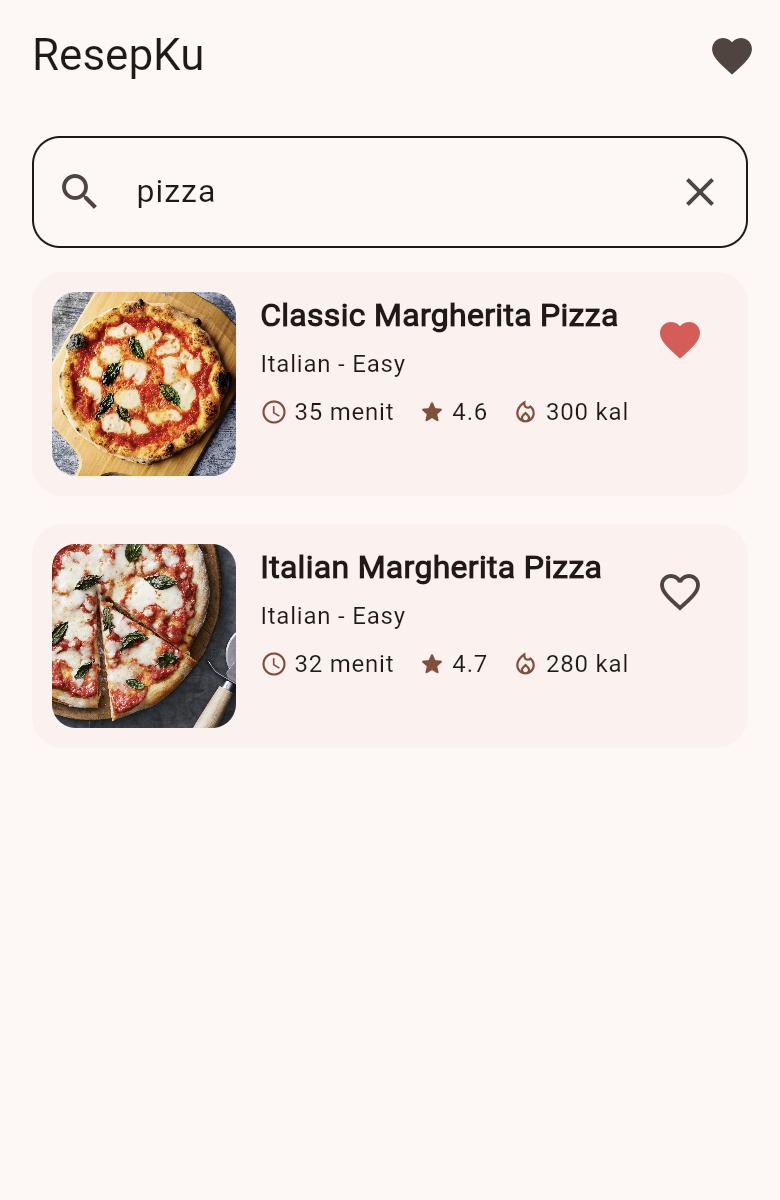 ResepKu
pizza
Classic Margherita Pizza
Italian - Easy
35 menit 4.6 300 kal
Italian Margherita Pizza
Italian - Easy
32 menit 4.7 280 kal